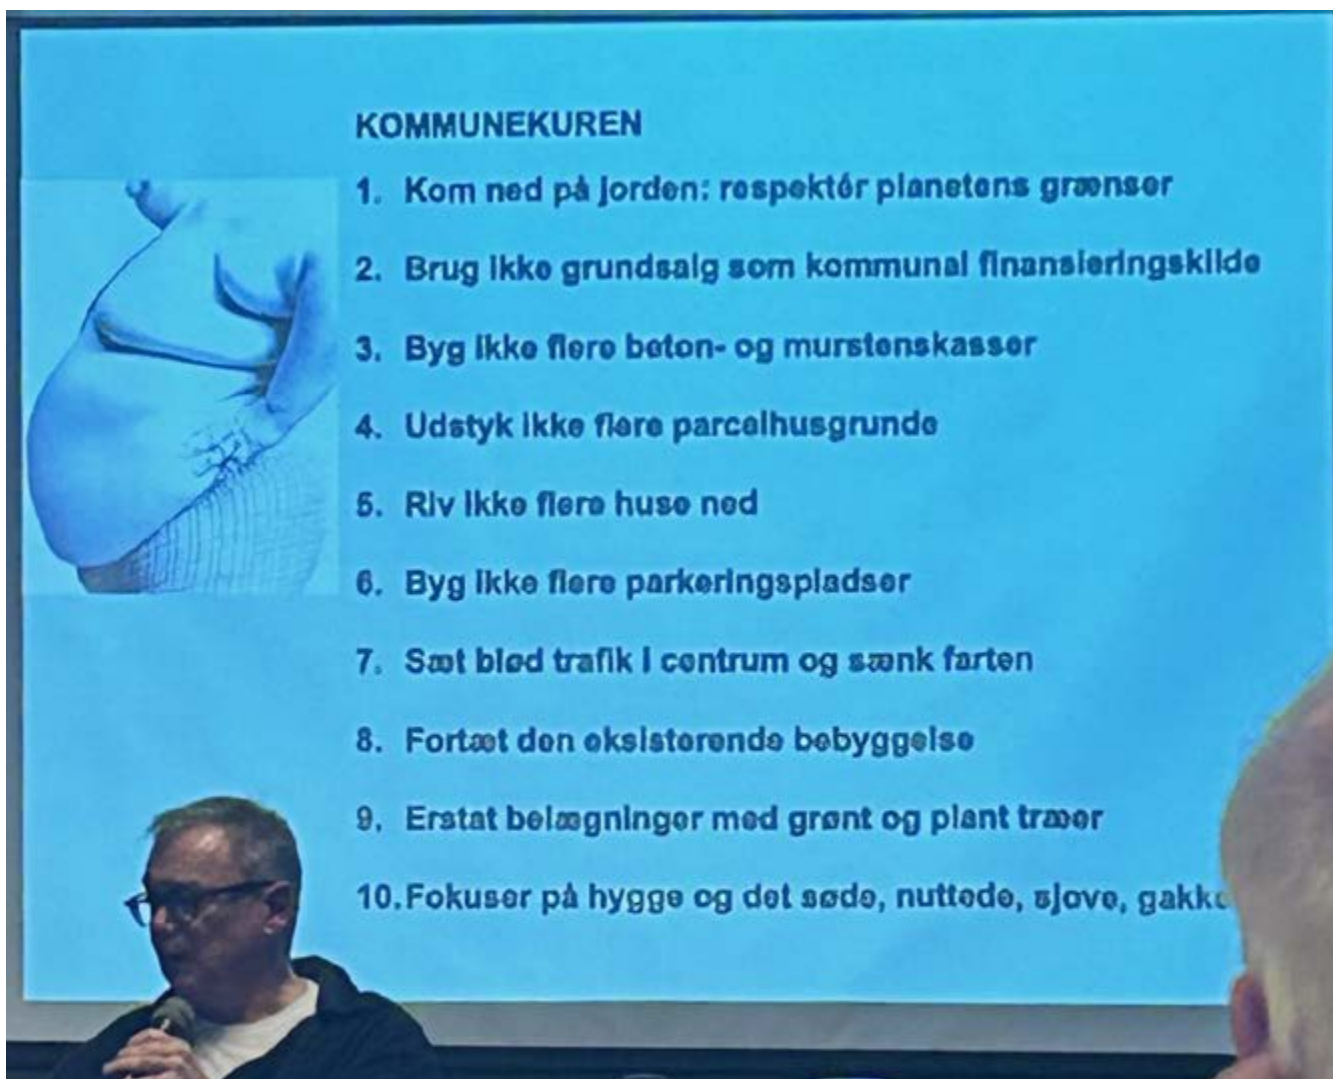 KOMMUNEKUREN
1. Kom ned på jorden: respektér planetens grænser
2. Brug ikke grundsalg som kommunal finansieringskilde
3. Byg ikke flere beton- og murstenskasser
4. Udstyk ikke flere parcelhusgrunde
5. Riv ikke flere huse ned
6. Byg ikke flere parkeringspladser
7. Sæt blød trafik i centrum og sænk farten
8. Fortæt den eksisterende bebyggelse
9. Erstat belægninger med grønt og plant træer
10. Fokuser på hygge og det søde, nuttede, sjove,